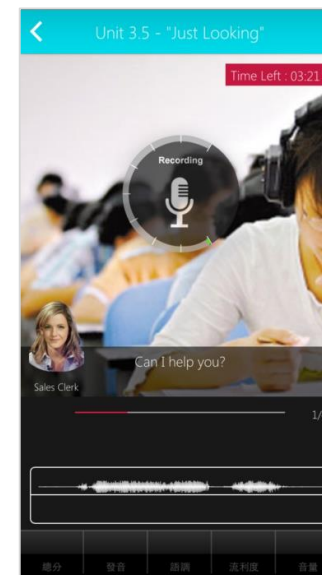 Unit 3.5 - "Just Looking"
Time Left : 03:21
Recording
Can I help you?
Sales Clerk
1/
總分 發音 語調 流利度 音量